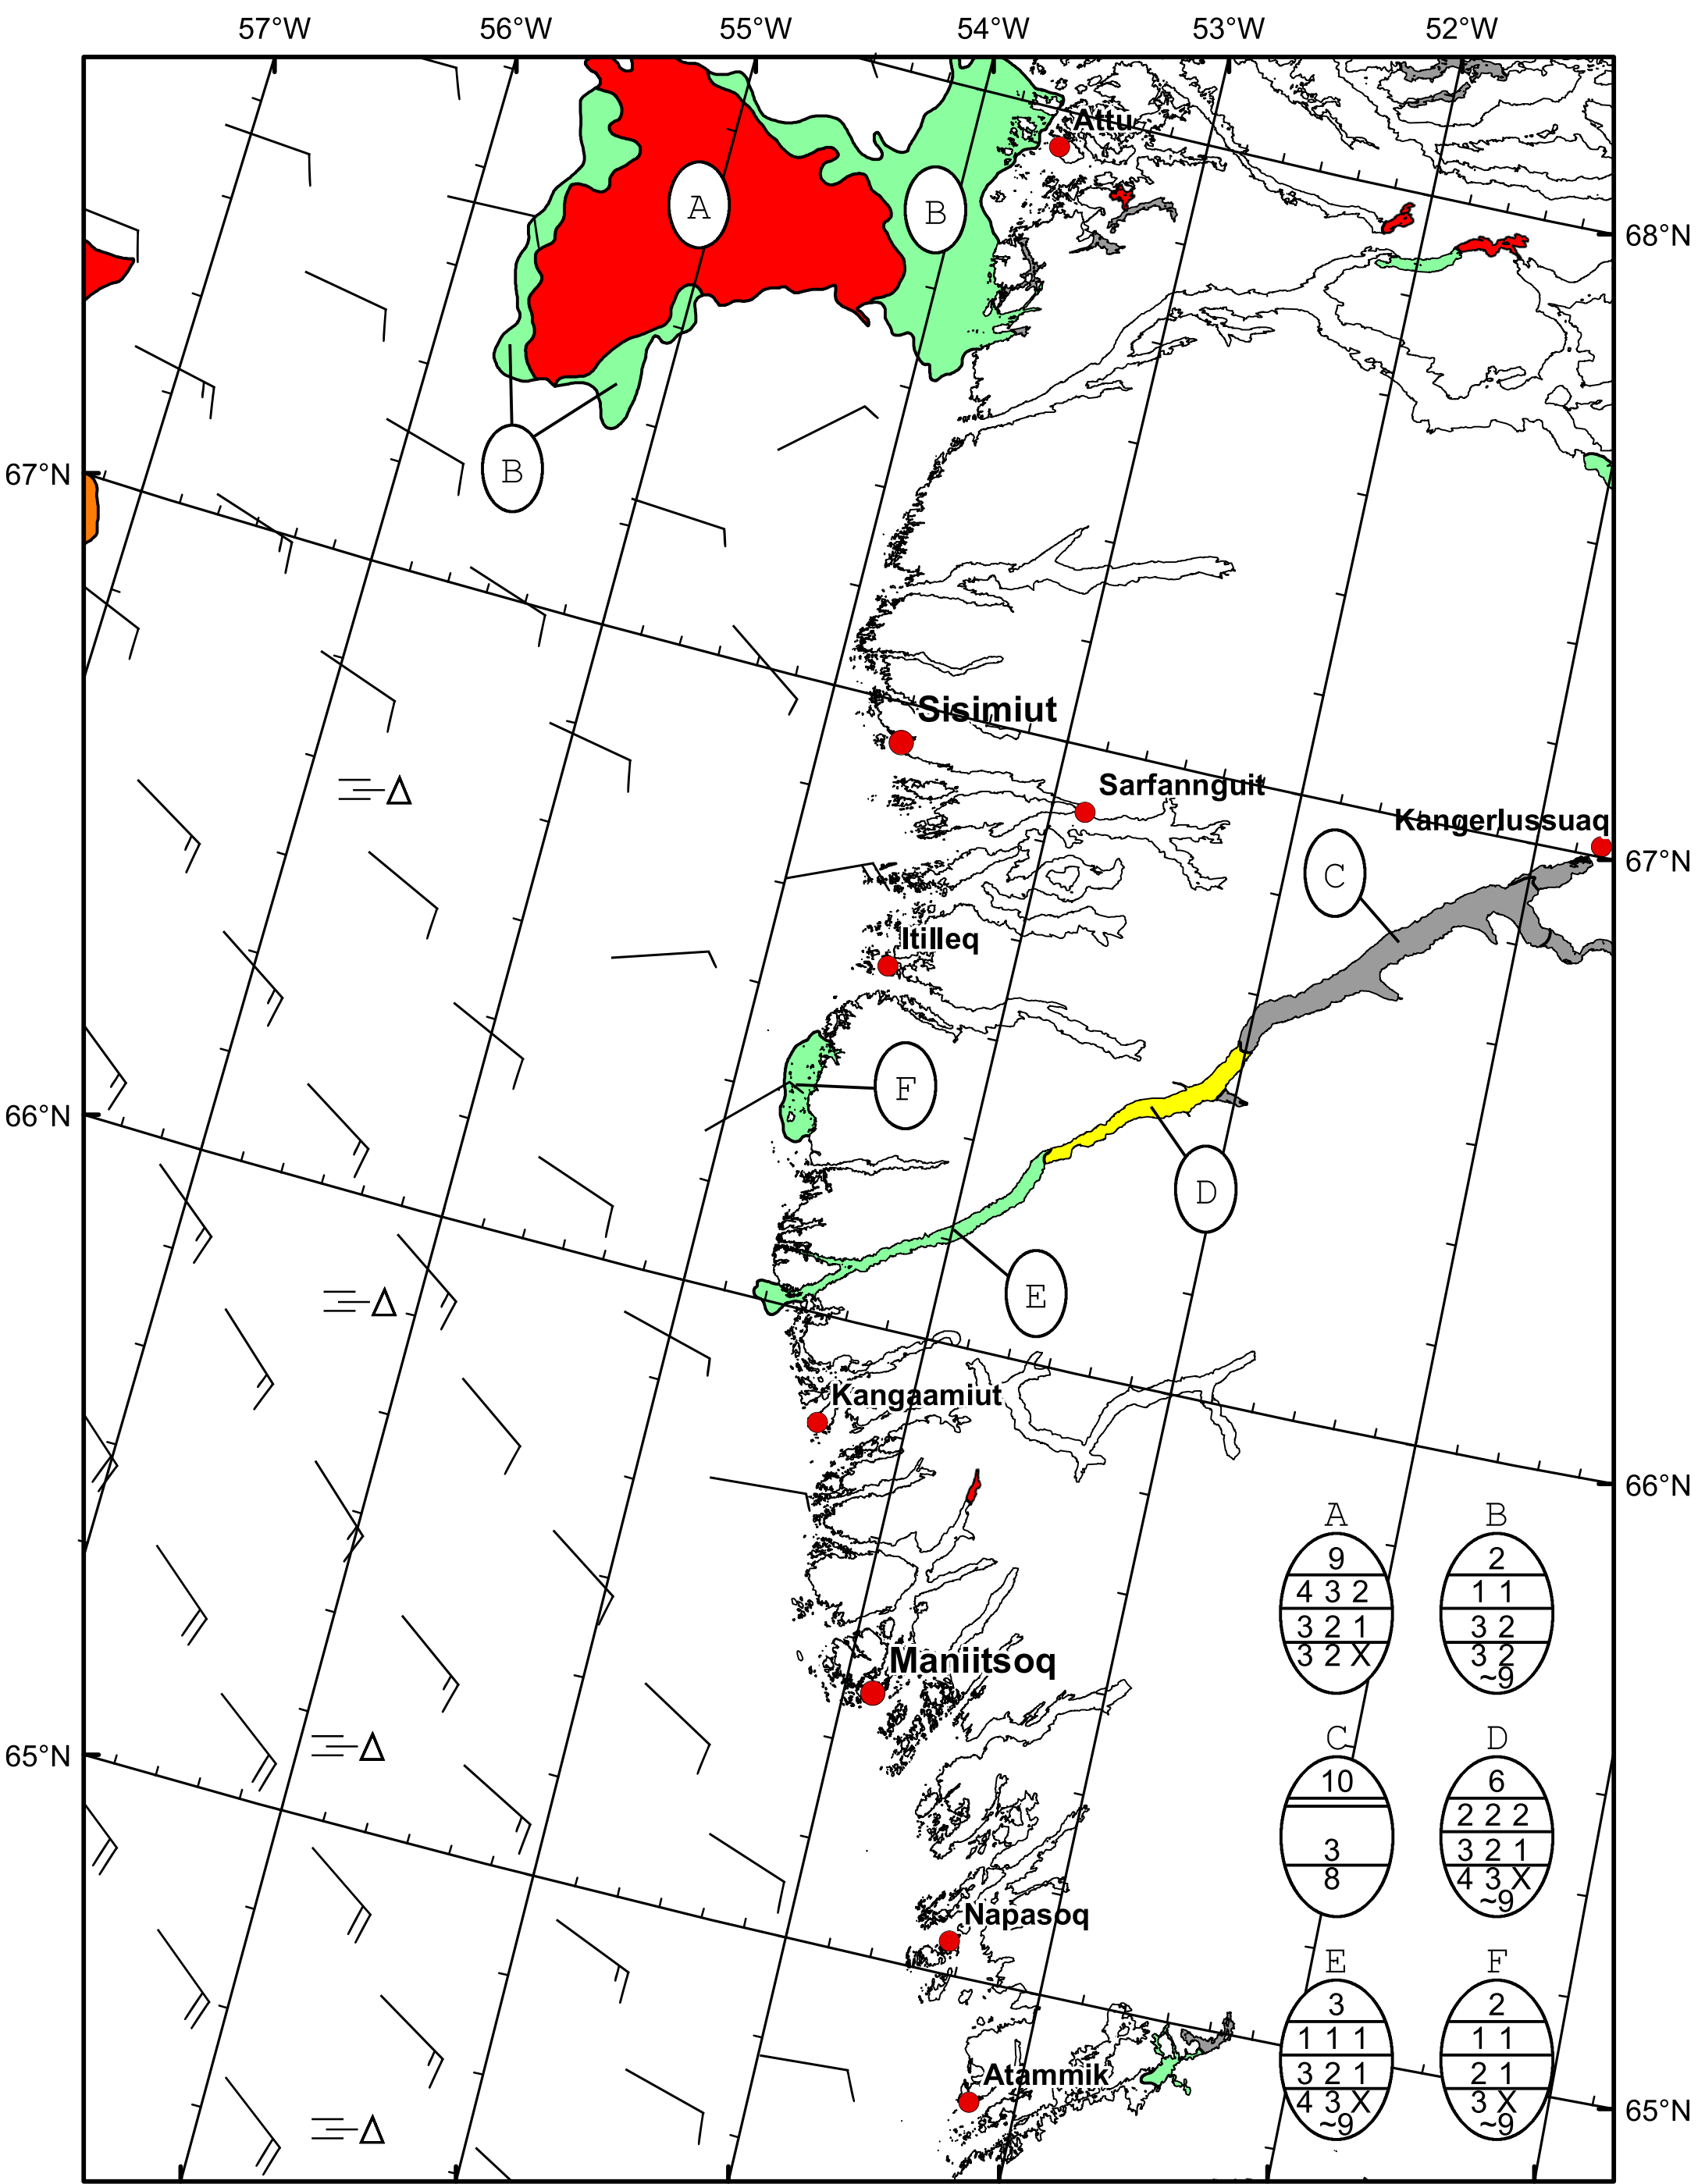 57°W 56°W 55°W 54°W 53°W 52°W
Attu
A
B
68°N
B
67°N
Sisimiut
Sarfannguit
Kangerlussuaq
67°N
C
Itilleq
F
66°N
D
E
Kangaamiut
66°N
A B
9 2
4 3 2 1 1
3 2 1 3 2
3 2 X 3 2
~9
Maniitsoq
65°N
C D
10 6
2 2 2
3 3 2 1
8 4 3 X
~9
Napasoq
E F
3 2
1 1 1 1 1
3 2 1 2 1
4 3 X 3 X
~9 ~9
Atammik
65°N